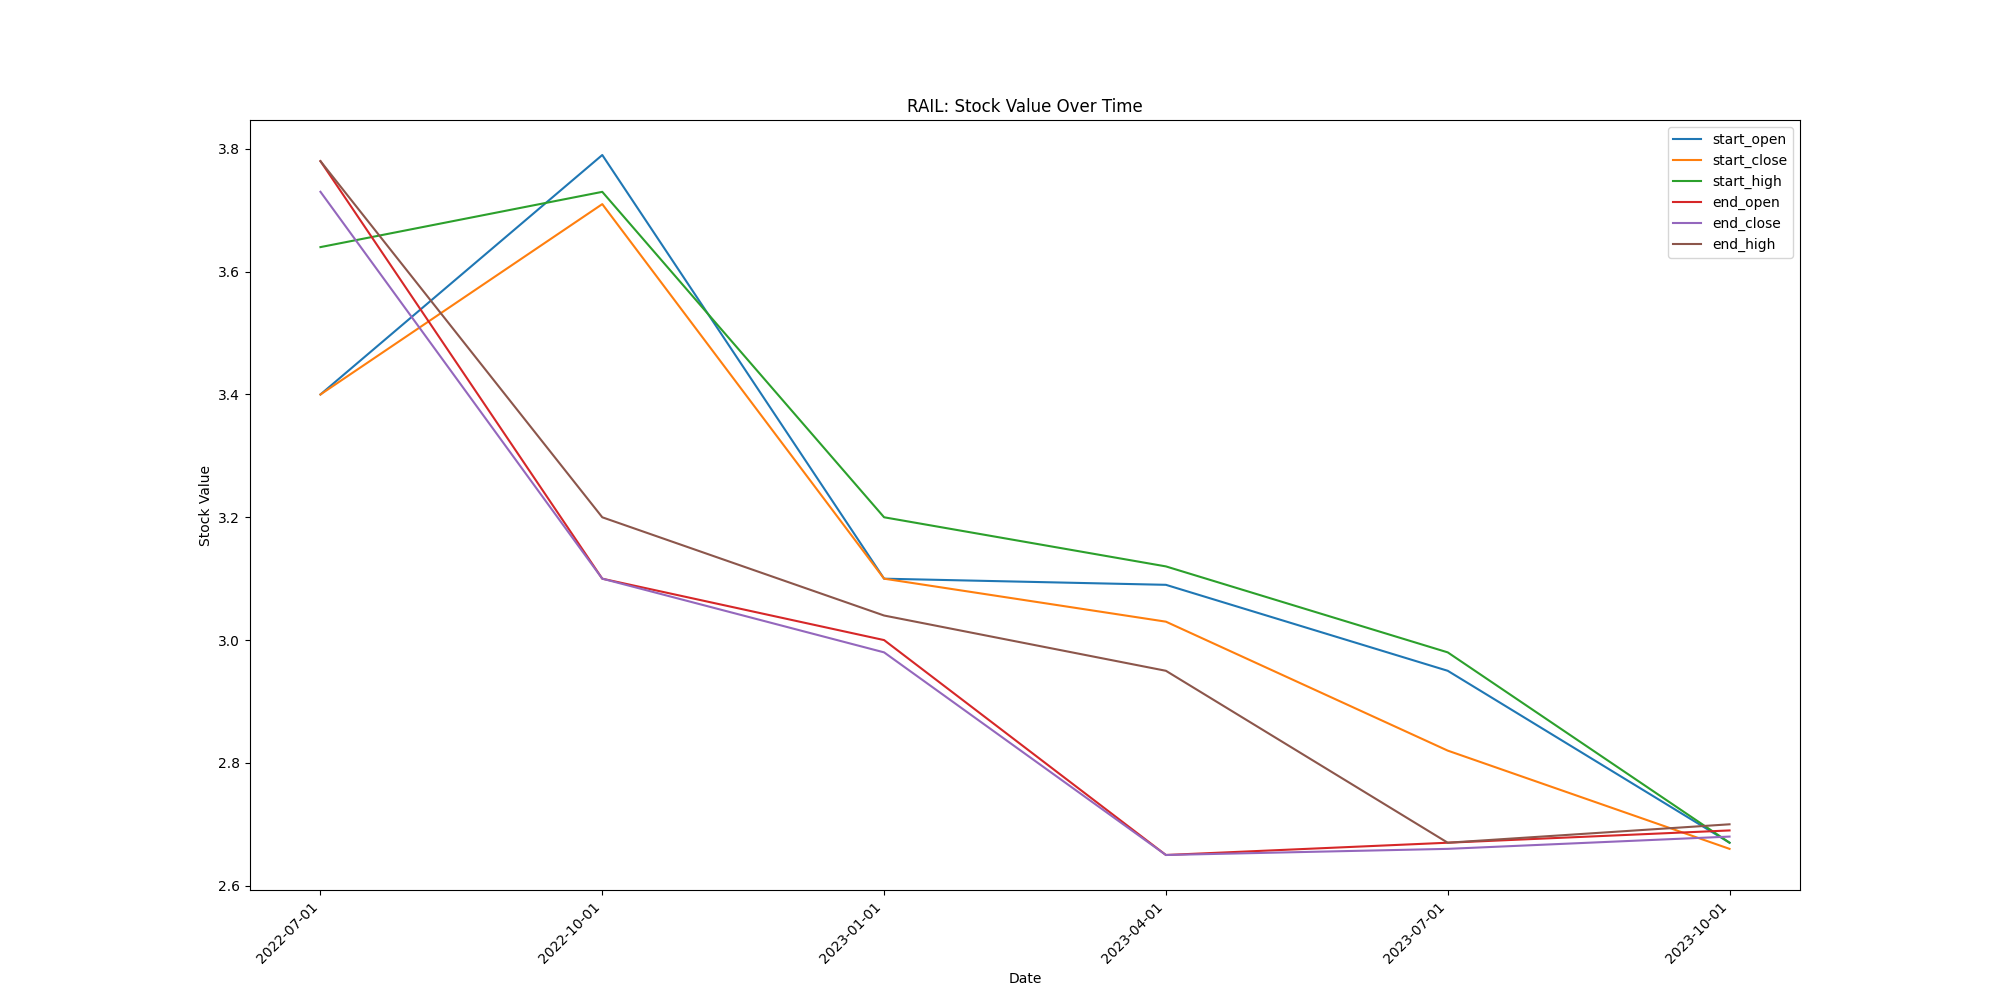 RAIL: Stock Value Over Time
start_open
start_close
start_high
end_open
end_close
end_high
Stock Value
3.8
3.6
3.4
3.2
3.0
2.8
2.6
2022-07-01
2022-10-01
2023-01-01
2023-04-01
2023-07-01
2023-10-01
Date